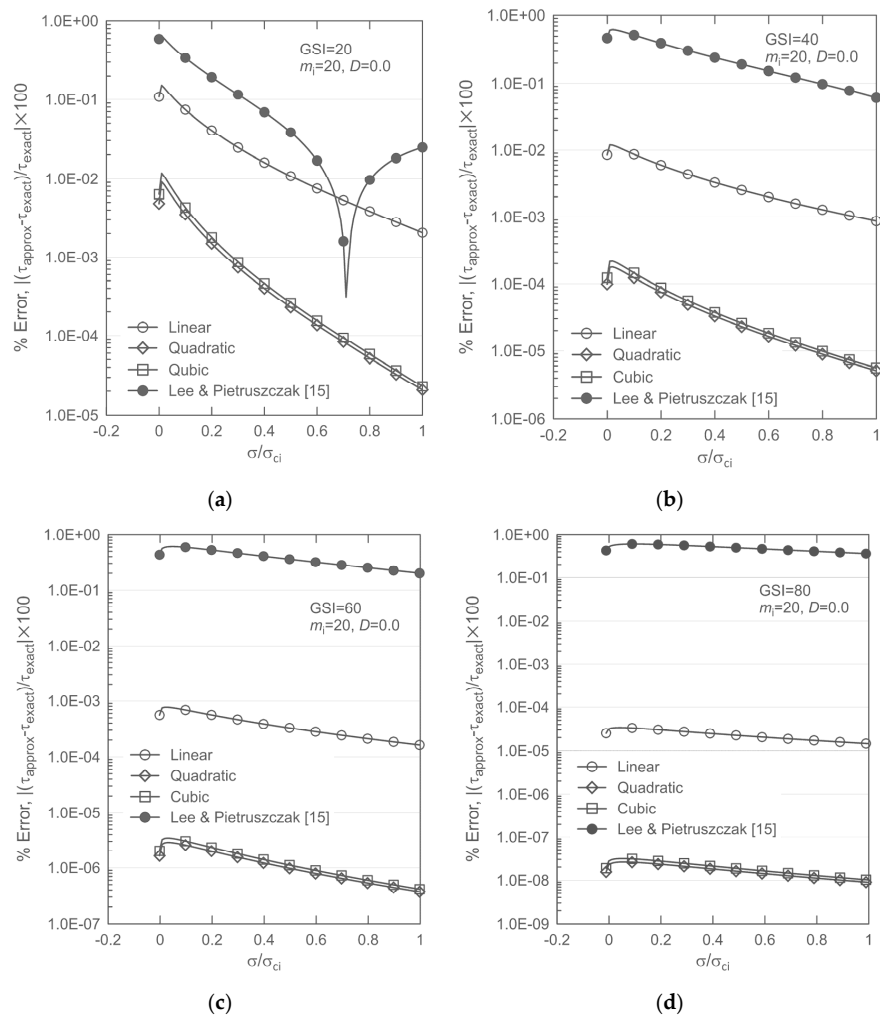 % Error, |(τapprox-τexact)/τexact|×100
1.0E+00
1.0E-01
1.0E-02
1.0E-03
1.0E-04
1.0E-05
GSI=20
mi=20, D=0.0
Linear
Quadratic
Qubic
Lee & Pietruszczak [15]
-0.2 0 0.2 0.4 0.6 0.8 1
σ/σci
(a)
% Error, |(τapprox-τexact)/τexact|×100
1.0E+00
1.0E-01
1.0E-02
1.0E-03
1.0E-04
1.0E-05
1.0E-06
GSI=40
mi=20, D=0.0
Linear
Quadratic
Cubic
Lee & Pietruszczak [15]
-0.2 0 0.2 0.4 0.6 0.8 1
σ/σci
(b)
% Error, |(τapprox-τexact)/τexact|×100
1.0E+00
1.0E-01
1.0E-02
1.0E-03
1.0E-04
1.0E-05
1.0E-06
1.0E-07
GSI=60
mi=20, D=0.0
Linear
Quadratic
Cubic
Lee & Pietruszczak [15]
-0.2 0 0.2 0.4 0.6 0.8 1
σ/σci
(c)
% Error, |(τapprox-τexact)/τexact|×100
1.0E+00
1.0E-01
1.0E-02
1.0E-03
1.0E-04
1.0E-05
1.0E-06
1.0E-07
1.0E-08
1.0E-09
GSI=80
mi=20, D=0.0
Linear
Quadratic
Cubic
Lee & Pietruszczak [15]
-0.2 0 0.2 0.4 0.6 0.8 1
σ/σci
(d)